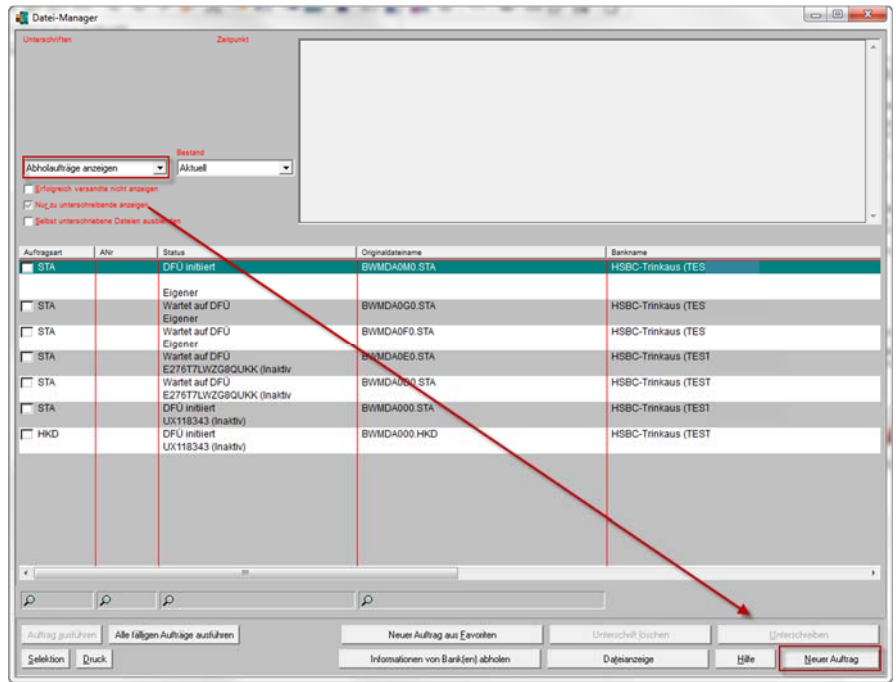 Datei-Manager
Unterschriften Zeitpunkt
Bestand
Abholaufträge anzeigen Aktuell
Erfolgreich versandte nicht anzeigen
Nur zu unterschreibende anzeigen
Selbst unterschriebene Dateien ausblenden
Auftragsart ANr Status Originaldateiname Bankname
STA DFÜ initiiert BWMDA0M0.STA HSBC-Trinkaus (TES
Eigener
STA Wartet auf DFÜ BWMDA0G0.STA HSBC-Trinkaus (TES
Eigener
STA Wartet auf DFÜ BWMDA0F0.STA HSBC-Trinkaus (TES
Eigener
STA Wartet auf DFÜ BWMDA0E0.STA HSBC-Trinkaus (TEST
E276T7LWZG8QUKK (Inaktiv
STA Wartet auf DFÜ HSBC-Trinkaus (TEST
E276T7LWZG8QUKK (Inaktiv
STA DFÜ initiiert BWMDA000.STA HSBC-Trinkaus (TEST
UX118343 (Inaktiv)
HKD DFÜ initiiert BWMDA000.HKD HSBC-Trinkaus (TEST
UX118343 (Inaktiv)
Auftrag ausführen Alle fälligen Aufträge ausführen Neuer Auftrag aus Favoriten Unterschrift löschen Unterschreiben
Selektion Druck Informationen von Bank(en) abholen Dateianzeige Hilfe Neuer Auftrag